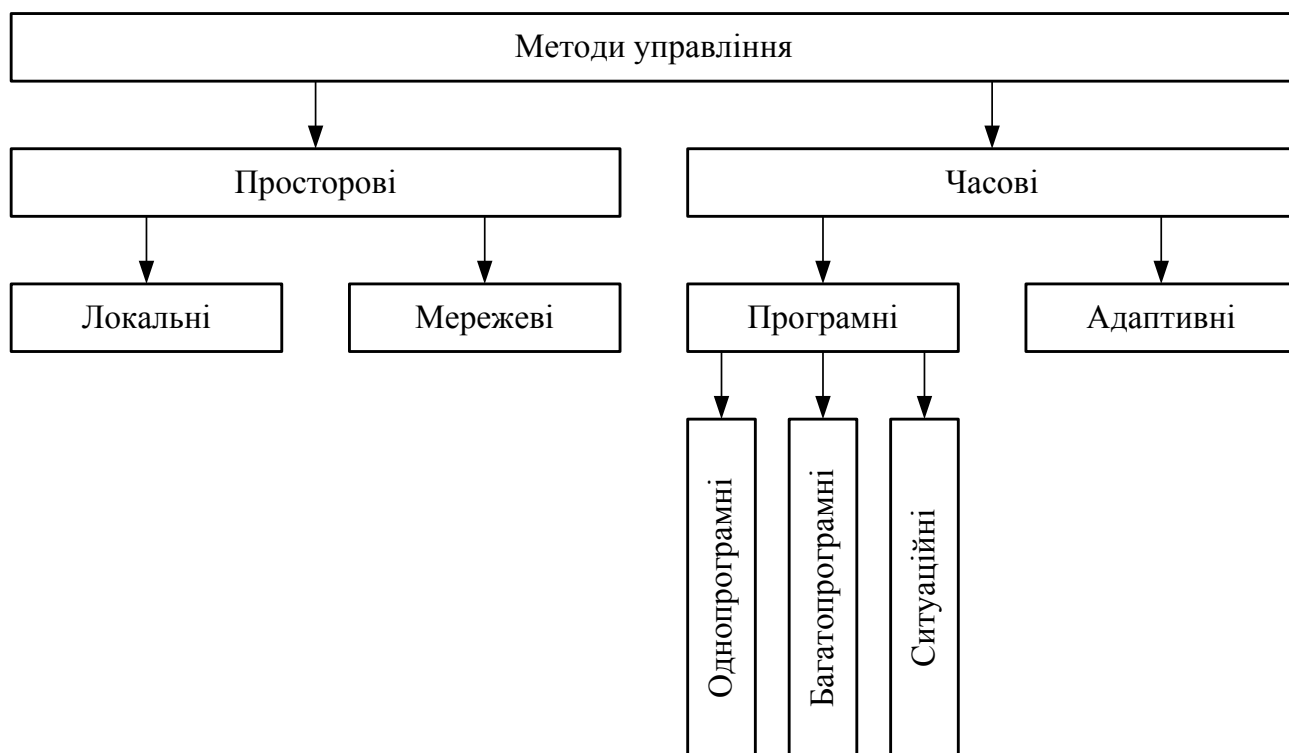 Методи управління
Просторові
Часові
Локальні
Мережеві
Програмні
Адаптивні
Однопрограмні
Багатопрограмні
Ситуаційні